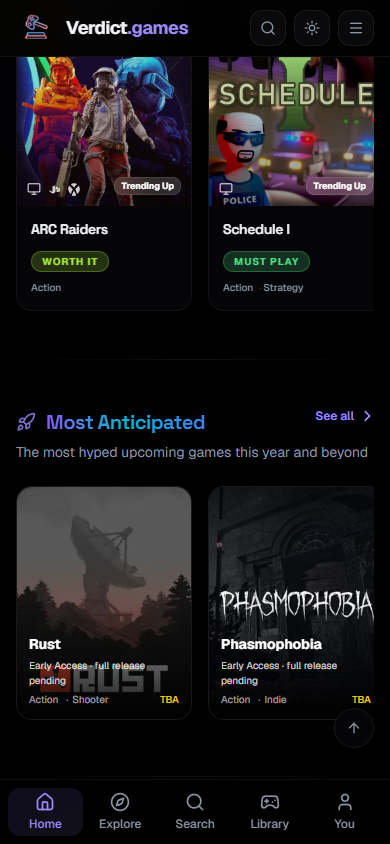 Verdict.games
SCHEDULE
I
POLICE
Trending Up
Trending Up
ARC Raiders
WORTH IT
Action
Schedule I
MUST PLAY
Action · Strategy
Most Anticipated
See all
The most hyped upcoming games this year and beyond
RUST
Rust
Early Access · full release
pending
Action · Shooter
TBA
PHASMOPHOBIA
Phasmophobia
Early Access · full release
pending
Action · Indie
TBA
Home
Explore
Search
Library
You